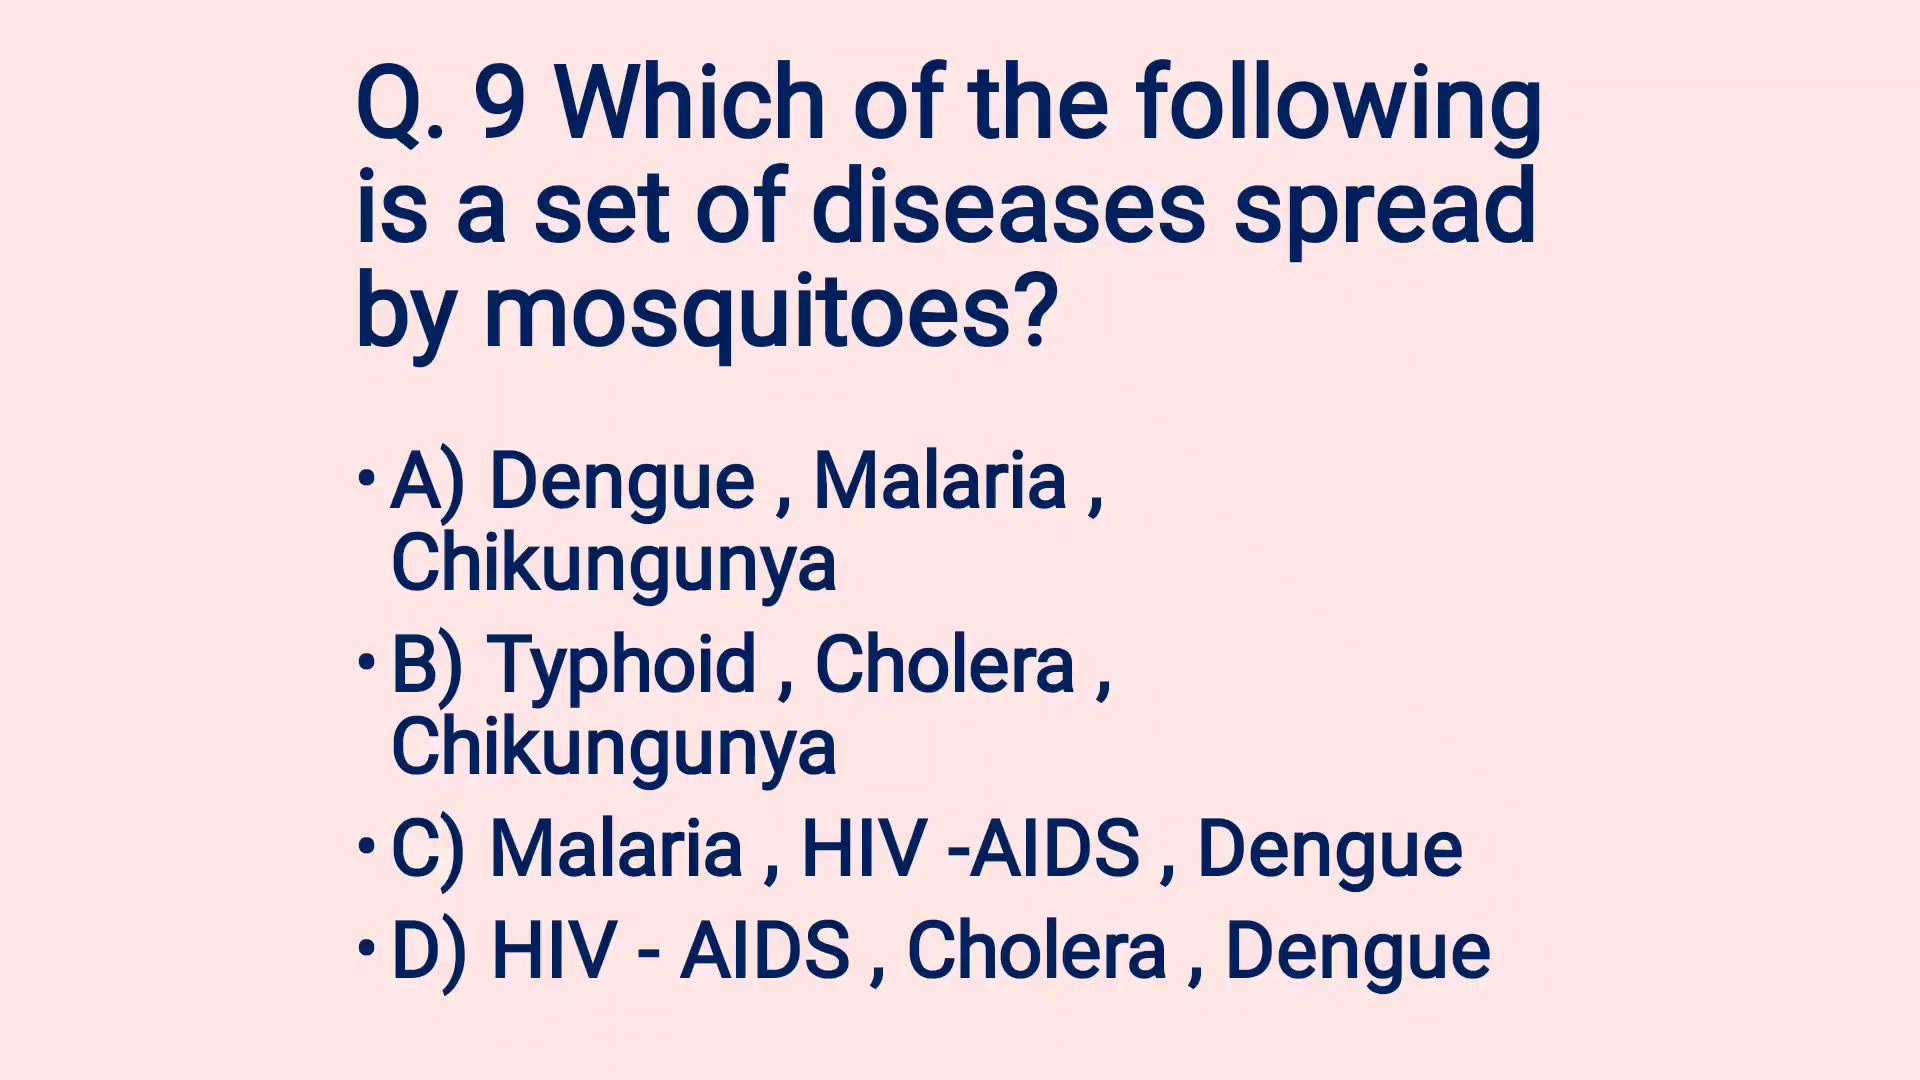 Q. 9 Which of the following
is a set of diseases spread
by mosquitoes?
• A) Dengue , Malaria ,
Chikungunya
• B) Typhoid , Cholera ,
Chikungunya
• C) Malaria , HIV -AIDS , Dengue
• D) HIV - AIDS , Cholera , Dengue